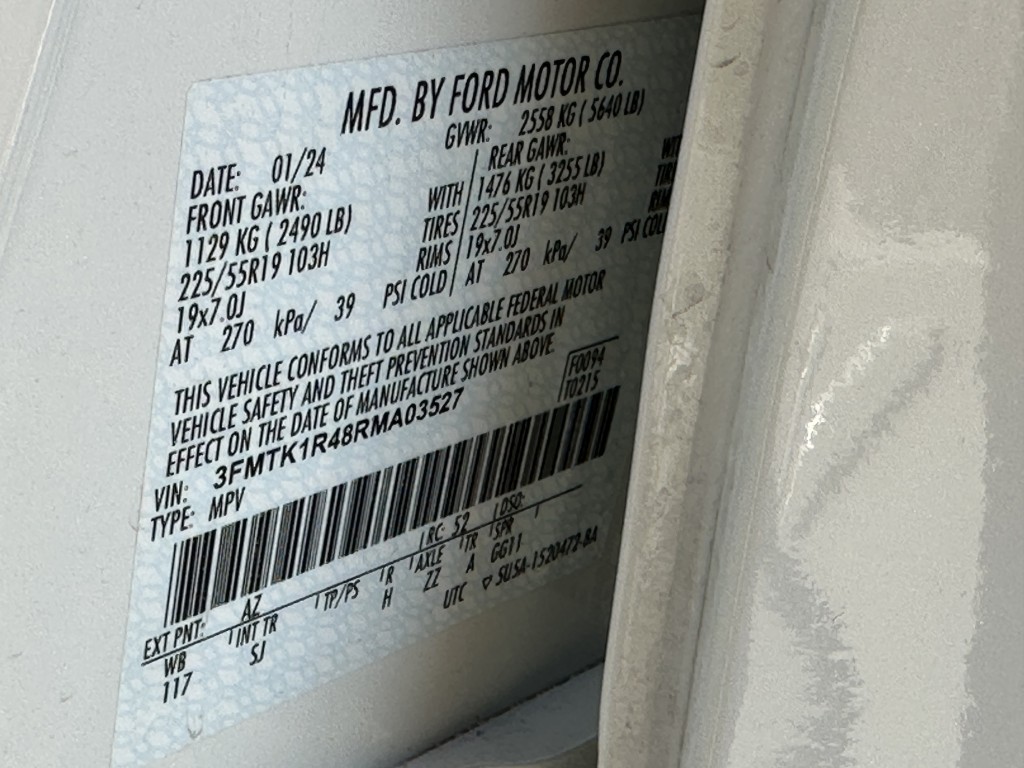 MFD. BY FORD MOTOR CO.
DATE: 01/24 GVWR: 2558 KG ( 5640 LB)
FRONT GAWR: REAR GAWR:
1129 KG ( 2490 LB) WITH 1476 KG ( 3255 LB)
225/55R19 103H TIRES 225/55R19 103H
19x7.0J RIMS 19x7.0J
AT 270 kPa/ 39 PSI COLD AT 270 kPa/ 39 PSI COL
THIS VEHICLE CONFORMS TO ALL APPLICABLE FEDERAL MOTOR
VEHICLE SAFETY AND THEFT PREVENTION STANDARDS IN
EFFECT ON THE DATE OF MANUFACTURE SHOWN ABOVE.
VIN: 3FMTK1R48RMA03527 F0094
TYPE: MPV T0215
EXT PNT: AZ RC: 52 DSO:
WB INT TR TP/PS R AXLE TR SPR
117 SJ H ZZ A GG11
UTC ▽ SUSA-1520472-BA